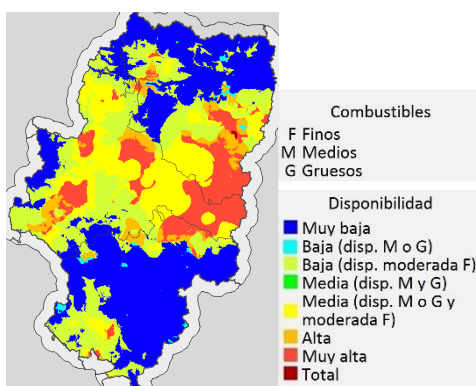 Combustibles
F Finos
M Medios
G Gruesos
Disponibilidad
Muy baja
Baja (disp. M o G)
Baja (disp. moderada F)
Media (disp. M y G)
Media (disp. M o G y
moderada F)
Alta
Muy alta
Total